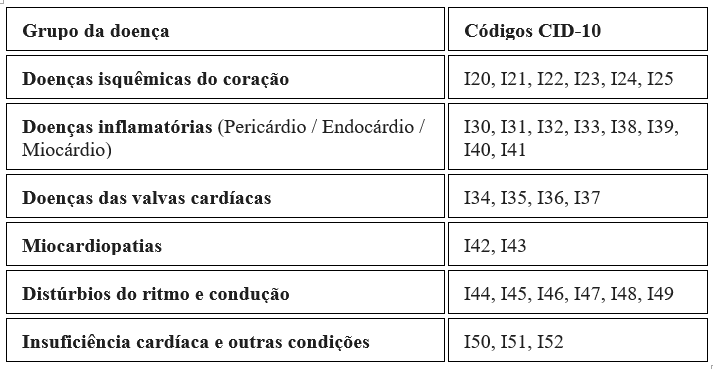 Grupo da doença
Códigos CID-10
Doenças isquêmicas do coração
I20, I21, I22, I23, I24, I25
Doenças inflamatórias (Pericárdio / Endocárdio /
Miocárdio)
I30, I31, I32, I33, I38, I39,
I40, I41
Doenças das valvas cardíacas
I34, I35, I36, I37
Miocardiopatias
I42, I43
Distúrbios do ritmo e condução
I44, I45, I46, I47, I48, I49
Insuficiência cardíaca e outras condições
I50, I51, I52